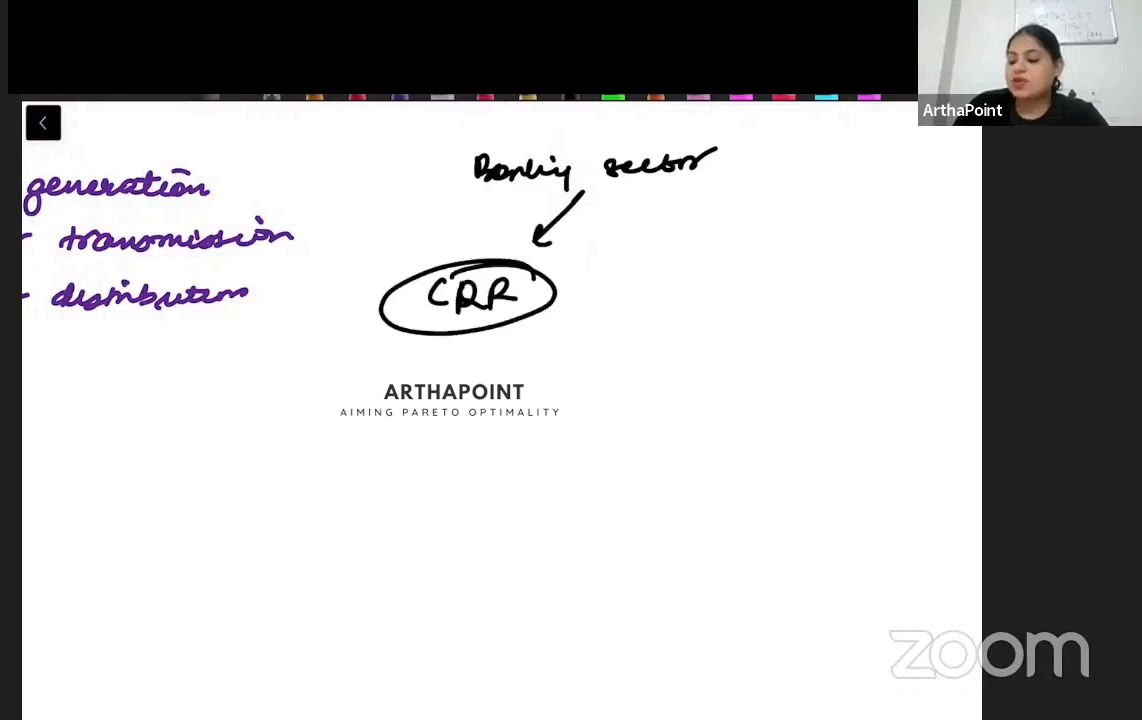 ArthaPoint
Banking sector
generation
transmission
distribution
CRR
ARTHAPOINT
AIMING PARETO OPTIMALITY
zoom